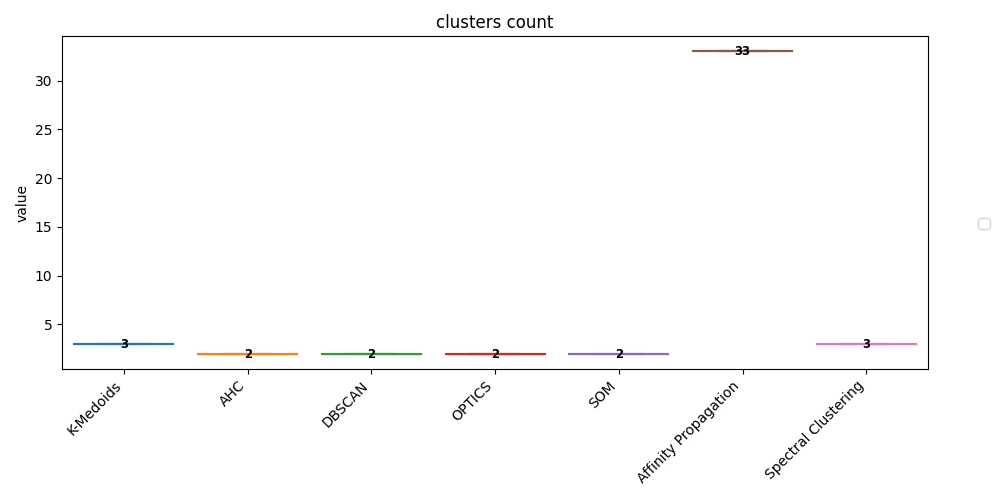 clusters count
value
30
25
20
15
10
5
3
2
2
2
2
33
3
K-Medoids
AHC
DBSCAN
OPTICS
SOM
Affinity Propagation
Spectral Clustering